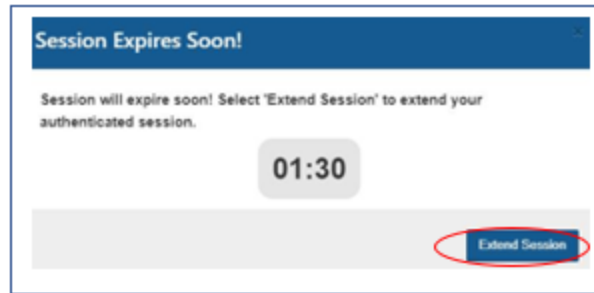 Session Expires Soon!
Session will expire soon! Select 'Extend Session' to extend your
authenticated session.
01:30
Extend Session